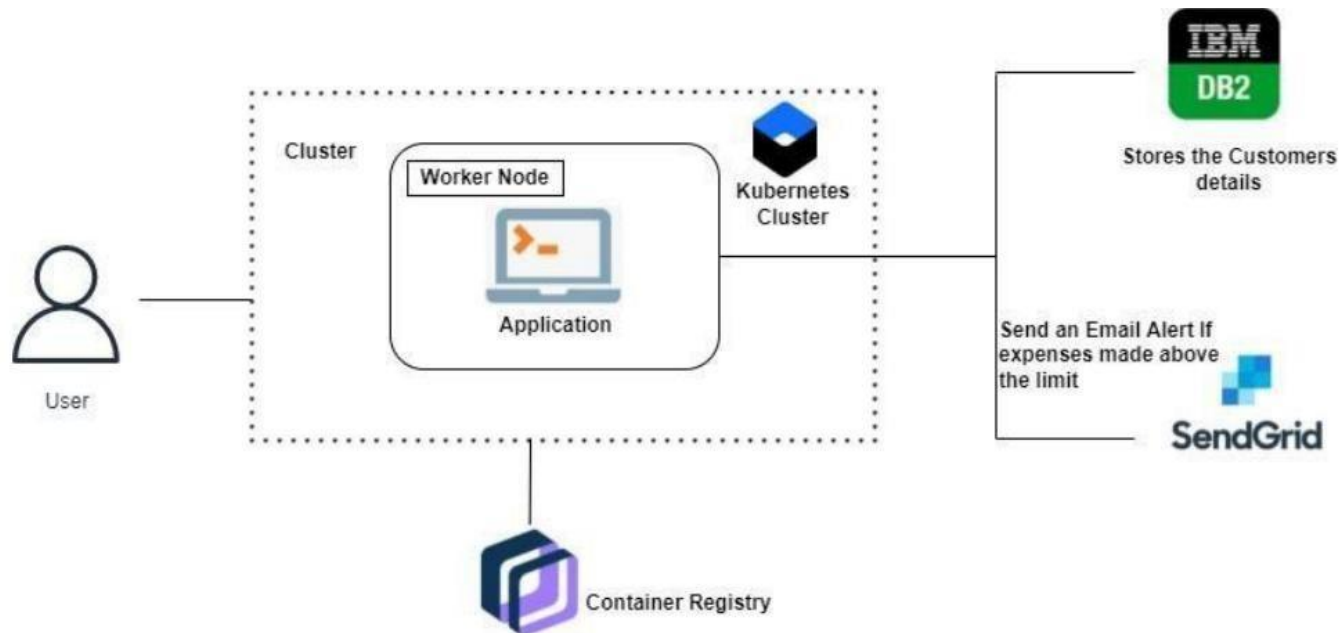 IBM
DB2
Stores the Customers
details
Cluster
Worker Node
Kubernetes
Cluster
Application
User
Send an Email Alert If
expenses made above
the limit
SendGrid
Container Registry